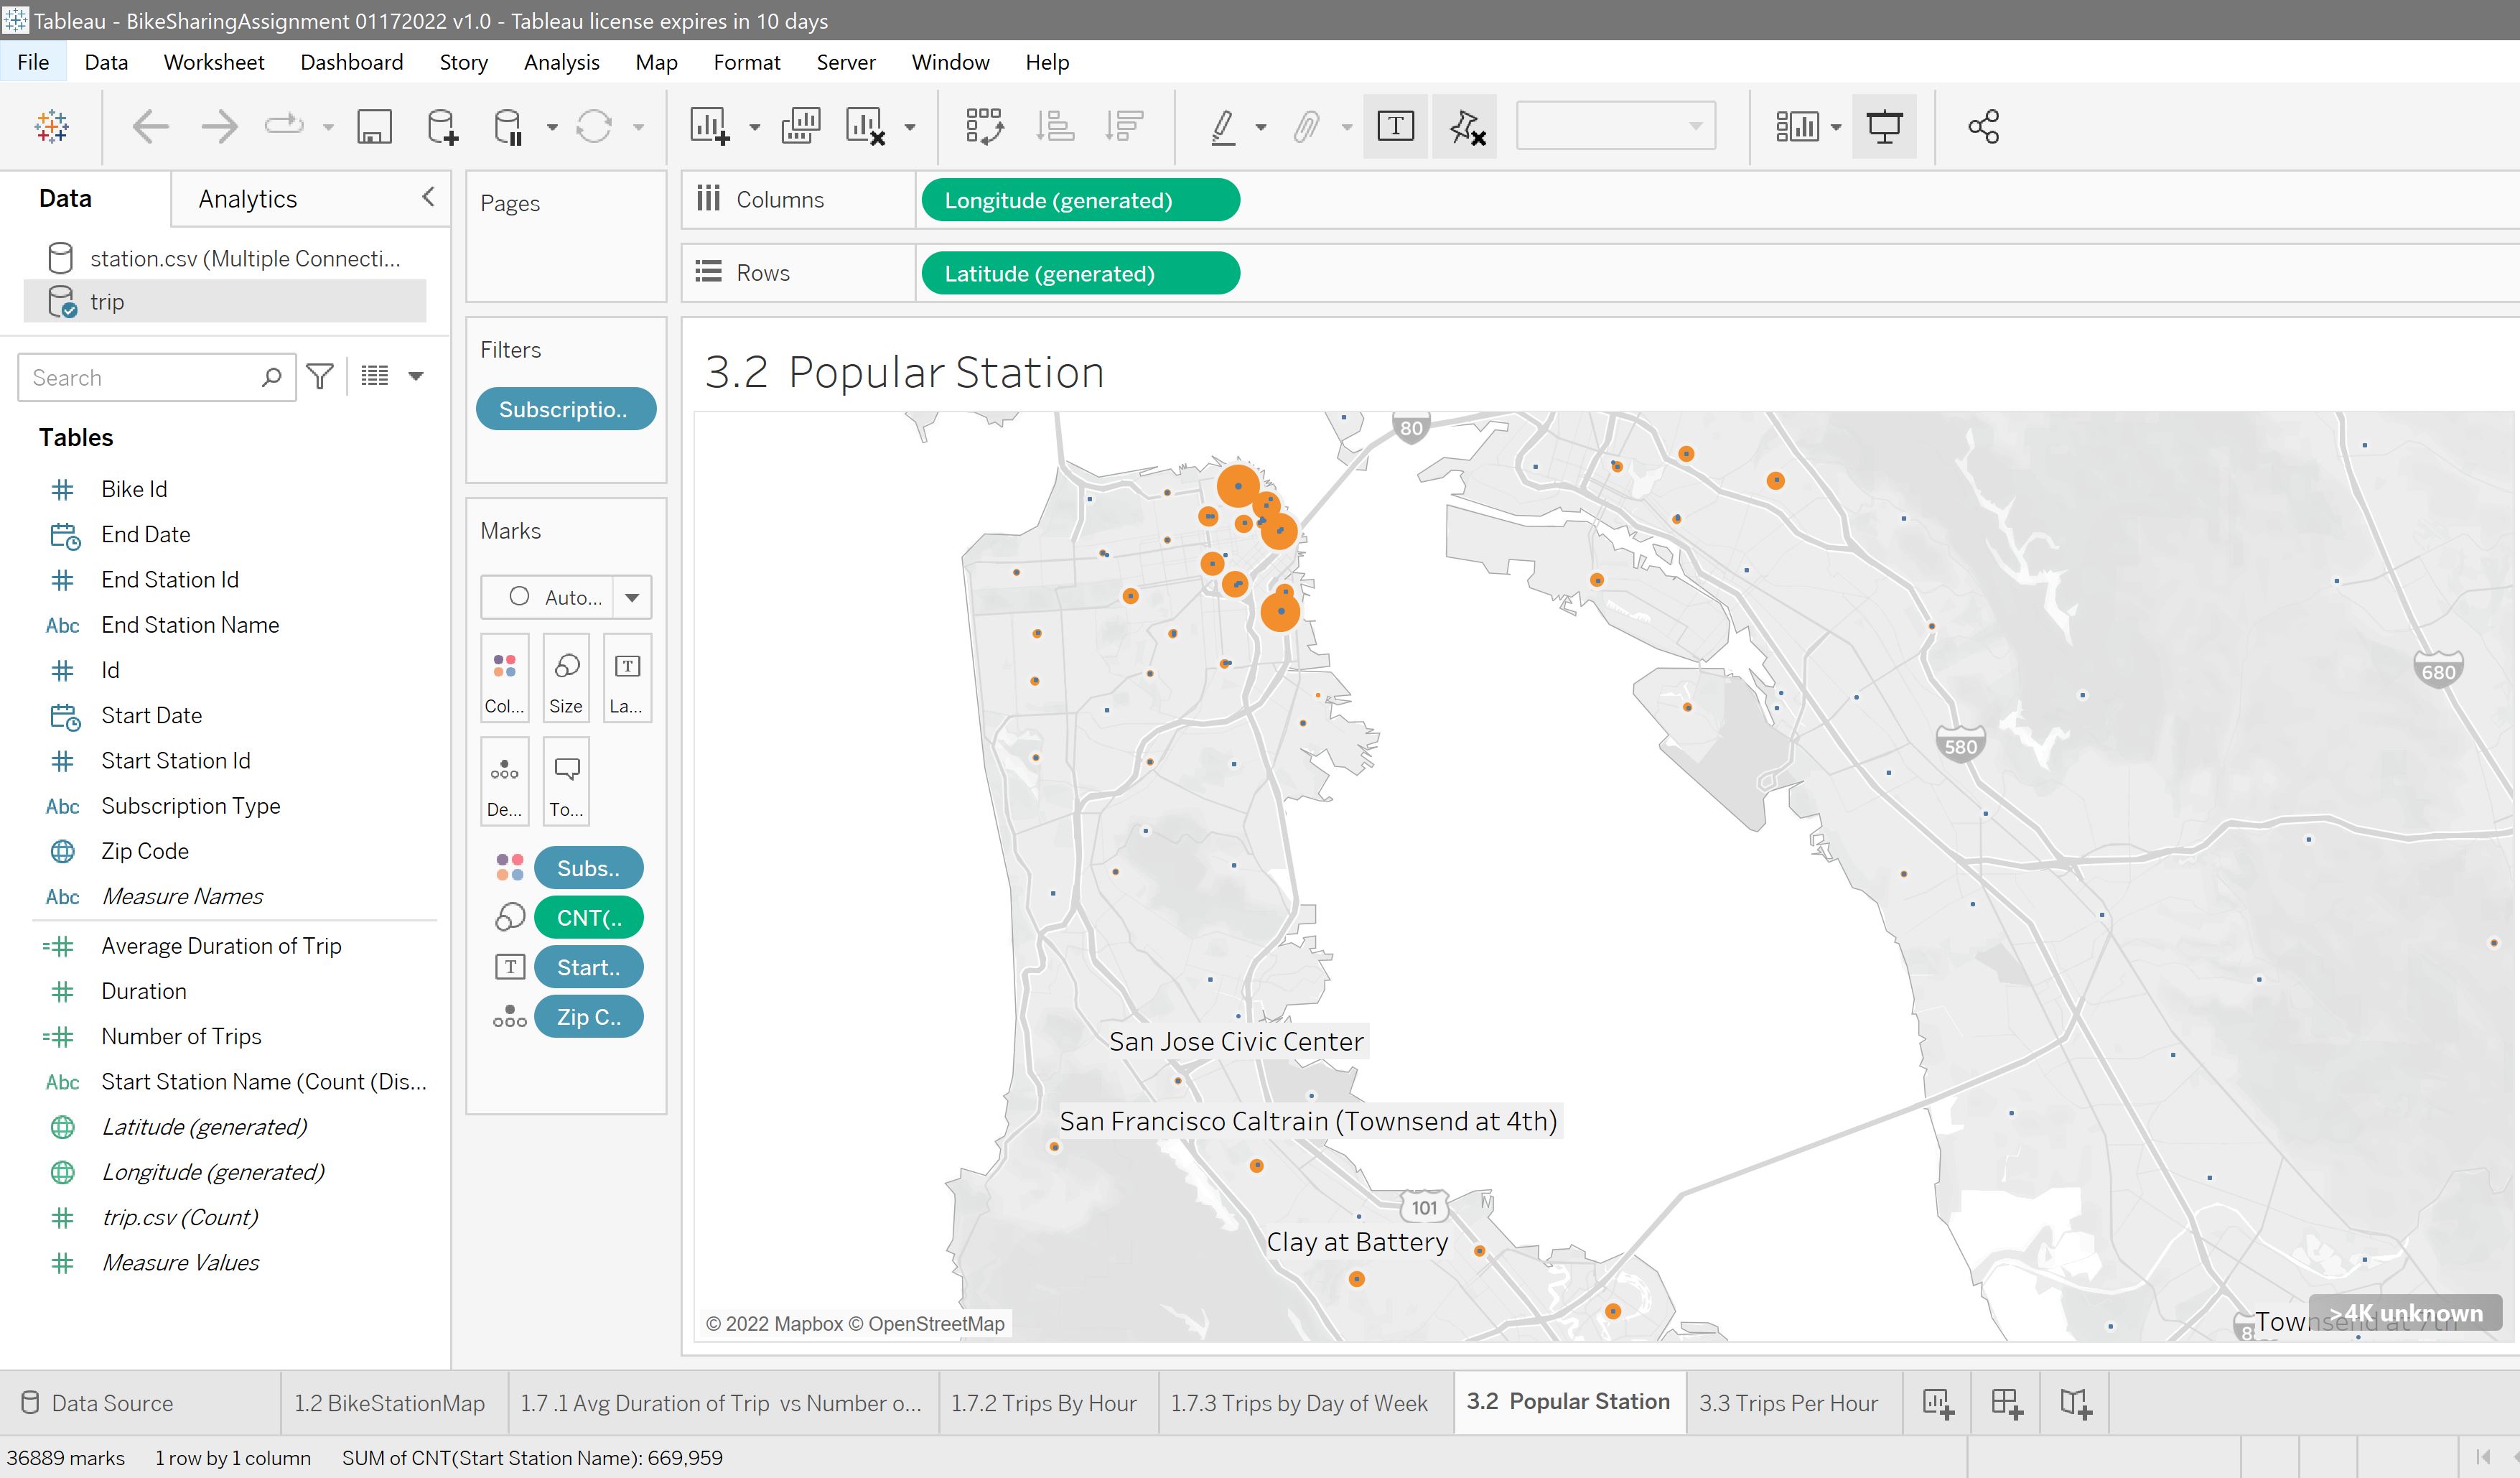 Tableau - BikeSharingAssignment 01172022 v1.0 - Tableau license expires in 10 days
File Data Worksheet Dashboard Story Analysis Map Format Server Window Help
Data Analytics
station.csv (Multiple Connecti...
trip
Search
Tables
Bike Id
End Date
End Station Id
Abc End Station Name
Id
Start Date
Start Station Id
Abc Subscription Type
Zip Code
Abc Measure Names
Average Duration of Trip
Duration
Number of Trips
Abc Start Station Name (Count (Dis...
Latitude (generated)
Longitude (generated)
trip.csv (Count)
Measure Values
Pages
Filters
Subscriptio..
Marks
Auto...
Col... Size La...
De... To...
Subs..
CNT(..
Start..
Zip C..
Columns Longitude (generated)
Rows Latitude (generated)
3.2 Popular Station
80
680
580
San Jose Civic Center
San Francisco Caltrain (Townsend at 4th)
101
Clay at Battery
>4K unknown
Townsend at 7th
© 2022 Mapbox © OpenStreetMap
Data Source 1.2 BikeStationMap 1.7 .1 Avg Duration of Trip vs Number o... 1.7.2 Trips By Hour 1.7.3 Trips by Day of Week 3.2 Popular Station 3.3 Trips Per Hour
36889 marks 1 row by 1 column SUM of CNT(Start Station Name): 669,959